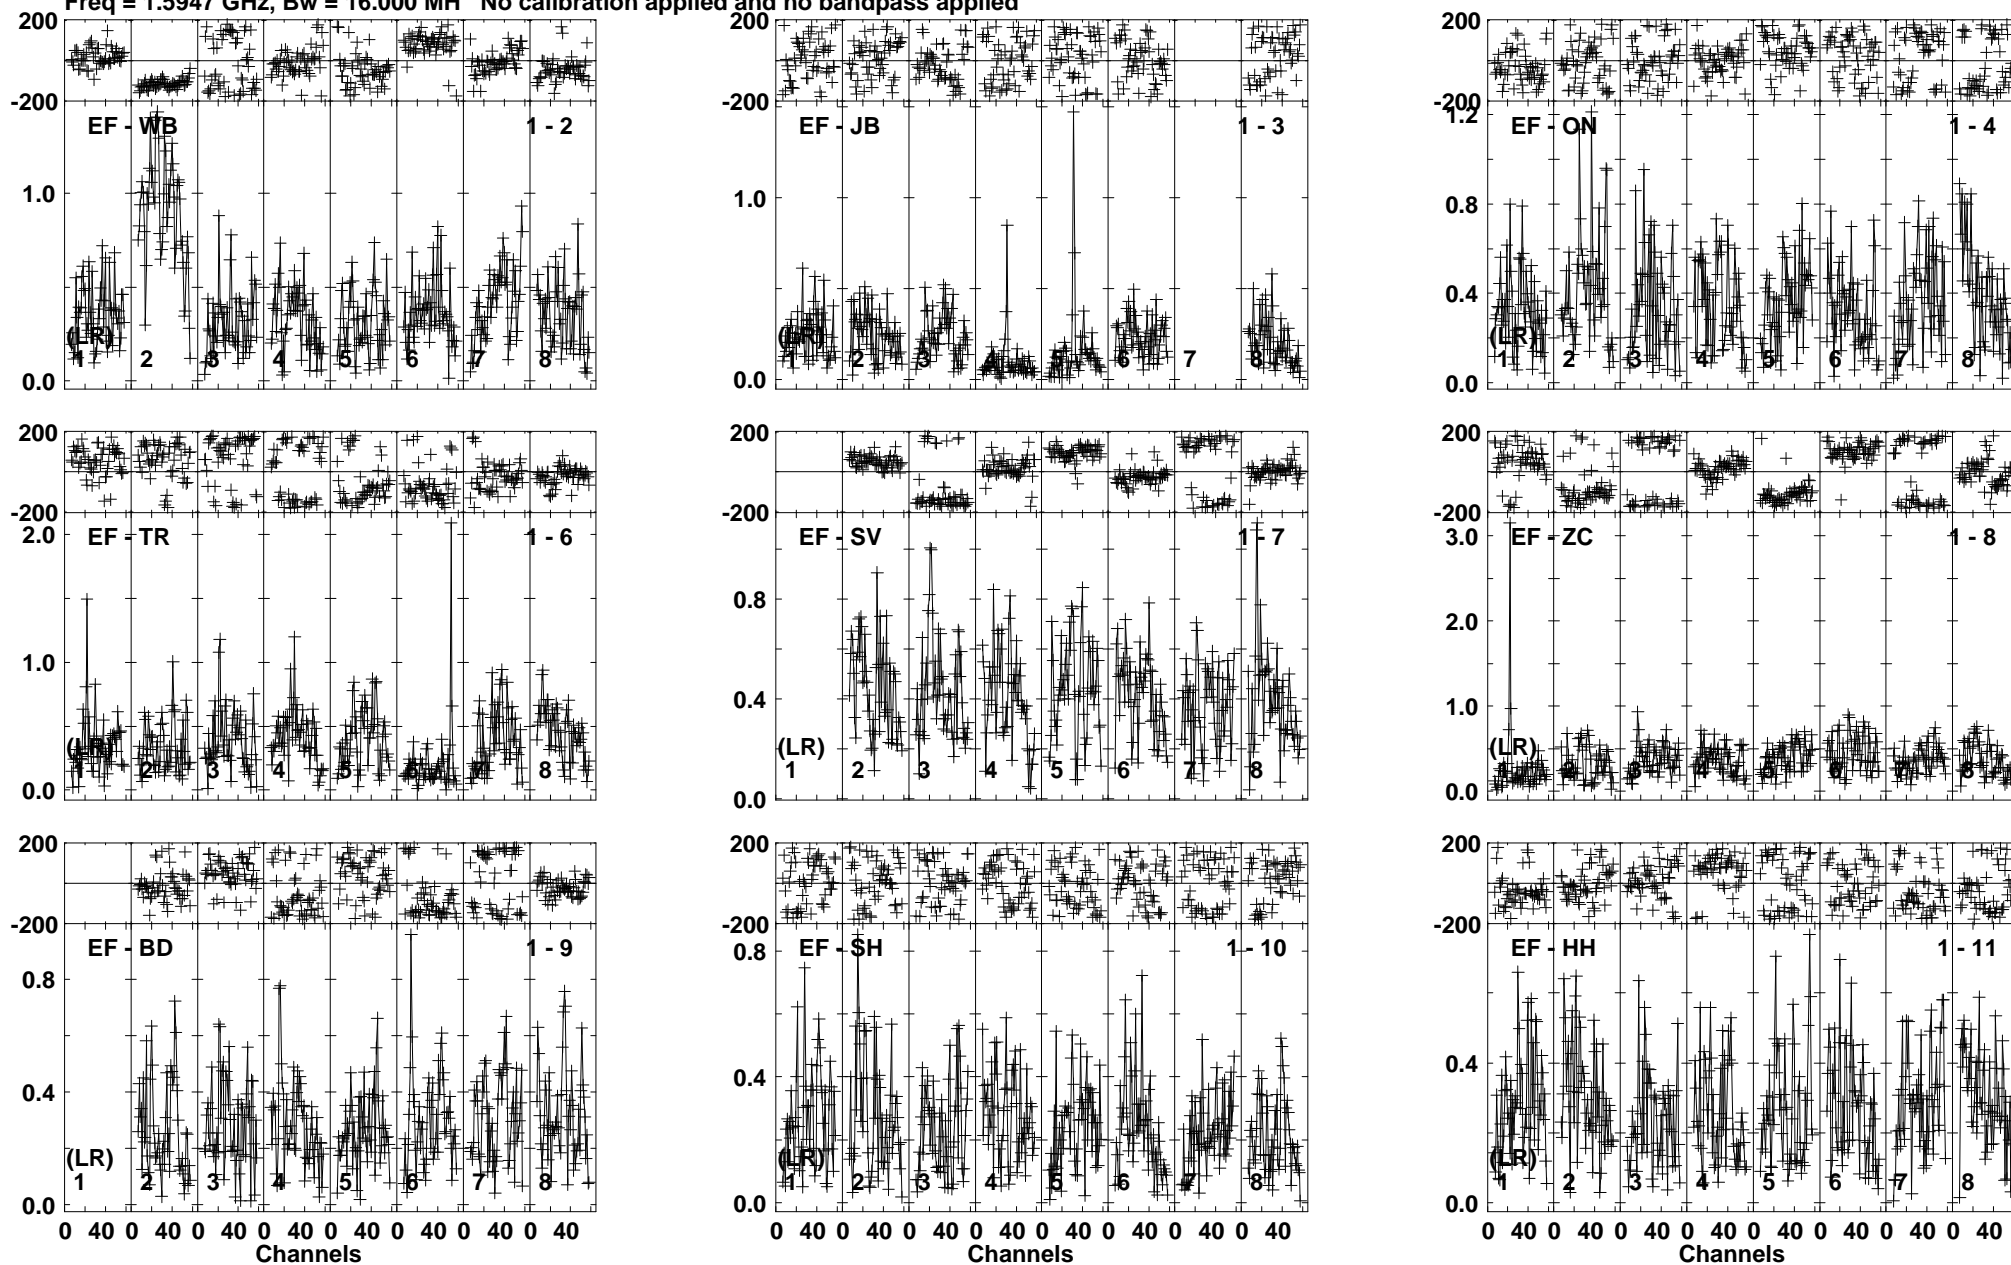 Freq = 1.5947 GHz, Bw = 16.000 MH No calibration applied and no bandpass applied
200 200 200
-200 -200 -200
EF - WB 1 - 2 EF - JB 1 - 3 EF - ON 1 - 4
1.2
1.0 1.0 0.8
0.4
(LR) (LR) (LR)
1 2 3 4 5 6 7 8 1 2 3 4 5 6 7 8 1 2 3 4 5 6 7 8
0.0 0.0 0.0
200 200 200
-200 -200 -200
EF - TR 1 - 6 EF - SV 1 - 7 EF - ZC 1 - 8
2.0 3.0
0.8 2.0
1.0 0.4 1.0
(LR) (LR) (LR)
1 2 3 4 5 6 7 8 1 2 3 4 5 6 7 8 1 2 3 4 5 6 7 8
0.0 0.0 0.0
200 200 200
-200 -200 -200
EF - BD 1 - 9 EF - SH 1 - 10 EF - HH 1 - 11
0.8 0.8
0.4 0.4 0.4
(LR) (LR) (LR)
1 2 3 4 5 6 7 8 1 2 3 4 5 6 7 8 1 2 3 4 5 6 7 8
0.0 0.0 0.0
0 40 0 40 0 40 0 40 0 40 0 40 0 40 0 40 0 40 0 40 0 40 0 40 0 40 0 40 0 40 0 40 0 40 0 40 0 40 0 40 0 40 0 40 0 40 0 40
Channels Channels Channels